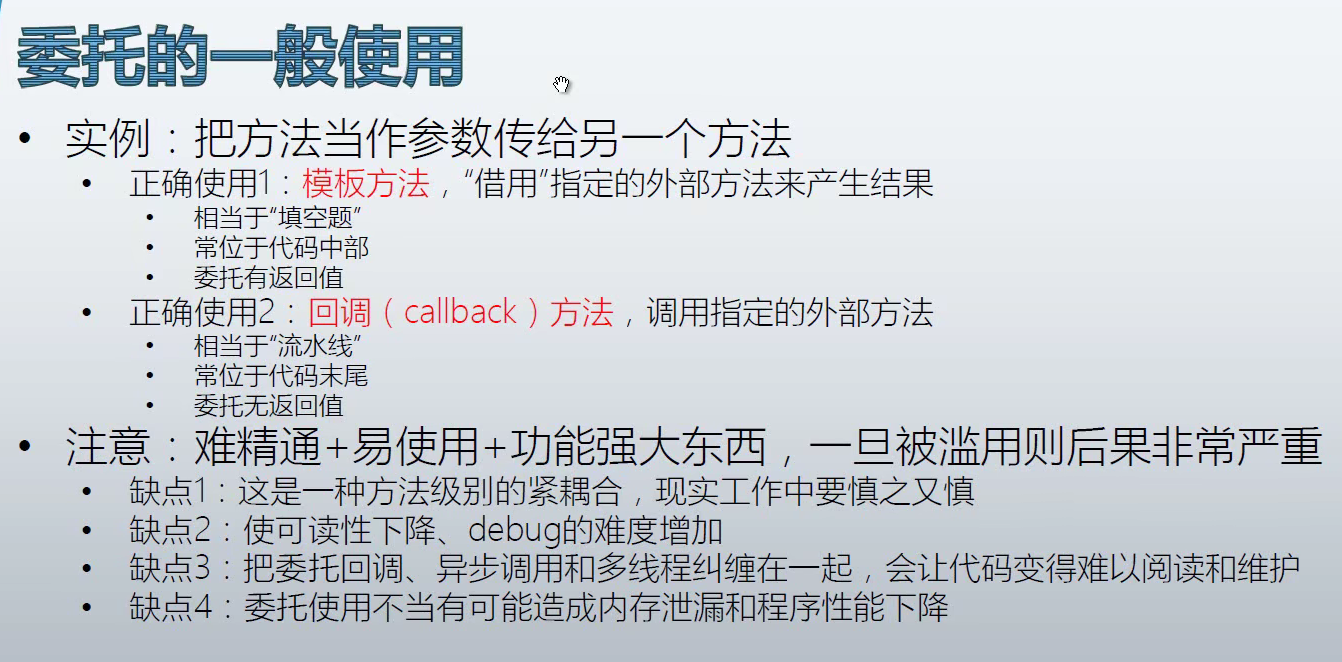 委托的一般使用
• 实例：把方法当作参数传给另一个方法
• 正确使用1：模板方法，“借用”指定的外部方法来产生结果
• 相当于“填空题”
• 常位于代码中部
• 委托有返回值
• 正确使用2：回调（callback）方法，调用指定的外部方法
• 相当于“流水线”
• 常位于代码末尾
• 委托无返回值
• 注意：难精通+易使用+功能强大东西，一旦被滥用则后果非常严重
• 缺点1：这是一种方法级别的紧耦合，现实工作中要慎之又慎
• 缺点2：使可读性下降、debug的难度增加
• 缺点3：把委托回调、异步调用和多线程纠缠在一起，会让代码变得难以阅读和维护
• 缺点4：委托使用不当有可能造成内存泄漏和程序性能下降